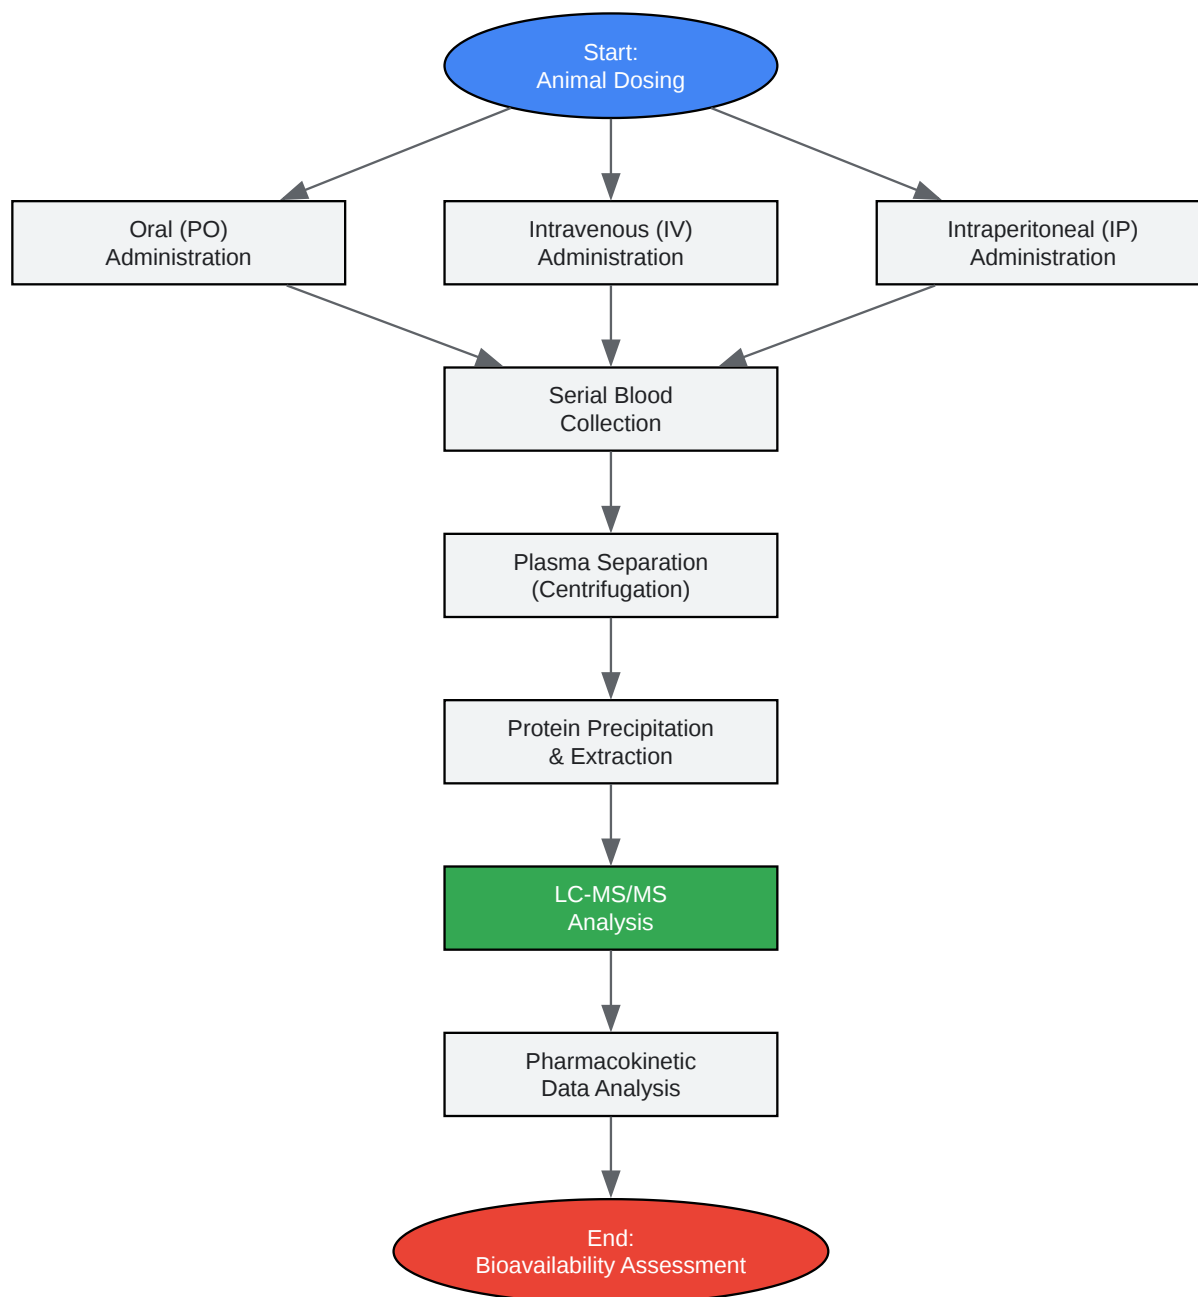 Start:
Animal Dosing
Oral (PO)
Administration
Intravenous (IV)
Administration
Intraperitoneal (IP)
Administration
Serial Blood
Collection
Plasma Separation
(Centrifugation)
Protein Precipitation
& Extraction
LC-MS/MS
Analysis
Pharmacokinetic
Data Analysis
End:
Bioavailability Assessment